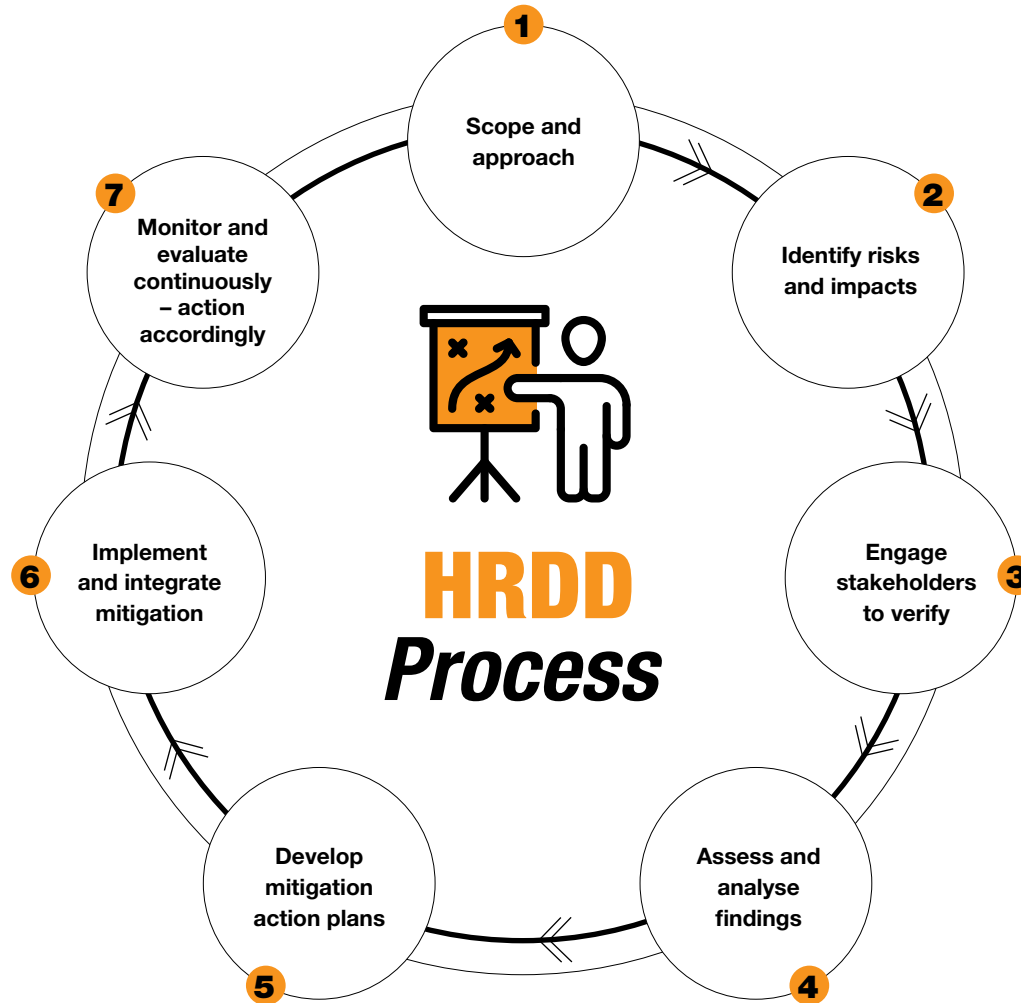 1
Scope and
approach
2
Identify risks
and impacts
3
Engage
stakeholders
to verify
4
Assess and
analyse
findings
5
Develop
mitigation
action plans
6
Implement
and integrate
mitigation
7
Monitor and
evaluate
continuously
– action
accordingly
HRDD
Process